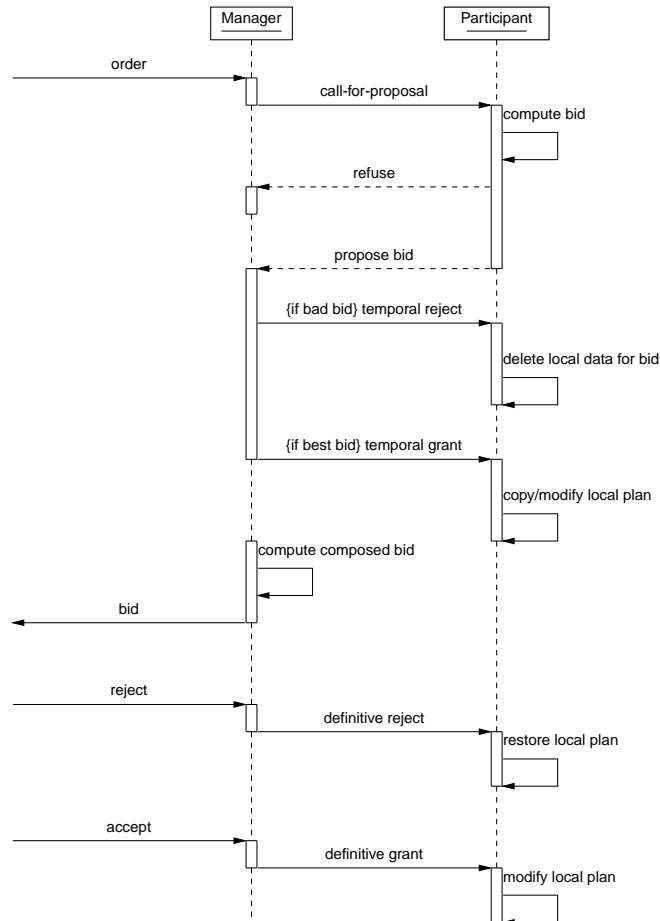 Manager
Participant
order
call-for-proposal
compute bid
refuse
propose bid
{if bad bid} temporal reject
delete local data for bid
{if best bid} temporal grant
copy/modify local plan
compute composed bid
bid
reject
definitive reject
restore local plan
accept
definitive grant
modify local plan